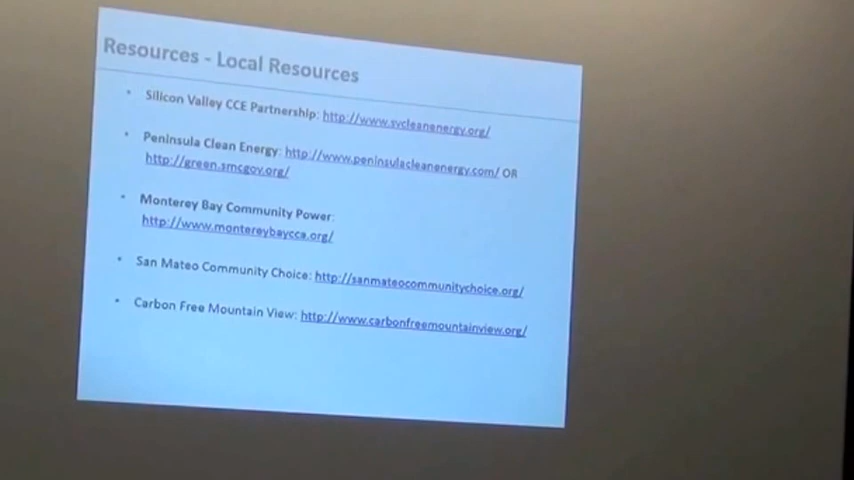 Resources - Local Resources
• Silicon Valley CCE Partnership: http://www.svcleanenergy.org/
• Peninsula Clean Energy: http://www.peninsulacleanenergy.com/ OR
http://green.smcgov.org/
• Monterey Bay Community Power:
http://www.montereybaycca.org/
• San Mateo Community Choice: http://sanmateocommunitychoice.org/
• Carbon Free Mountain View: http://www.carbonfreemountainview.org/